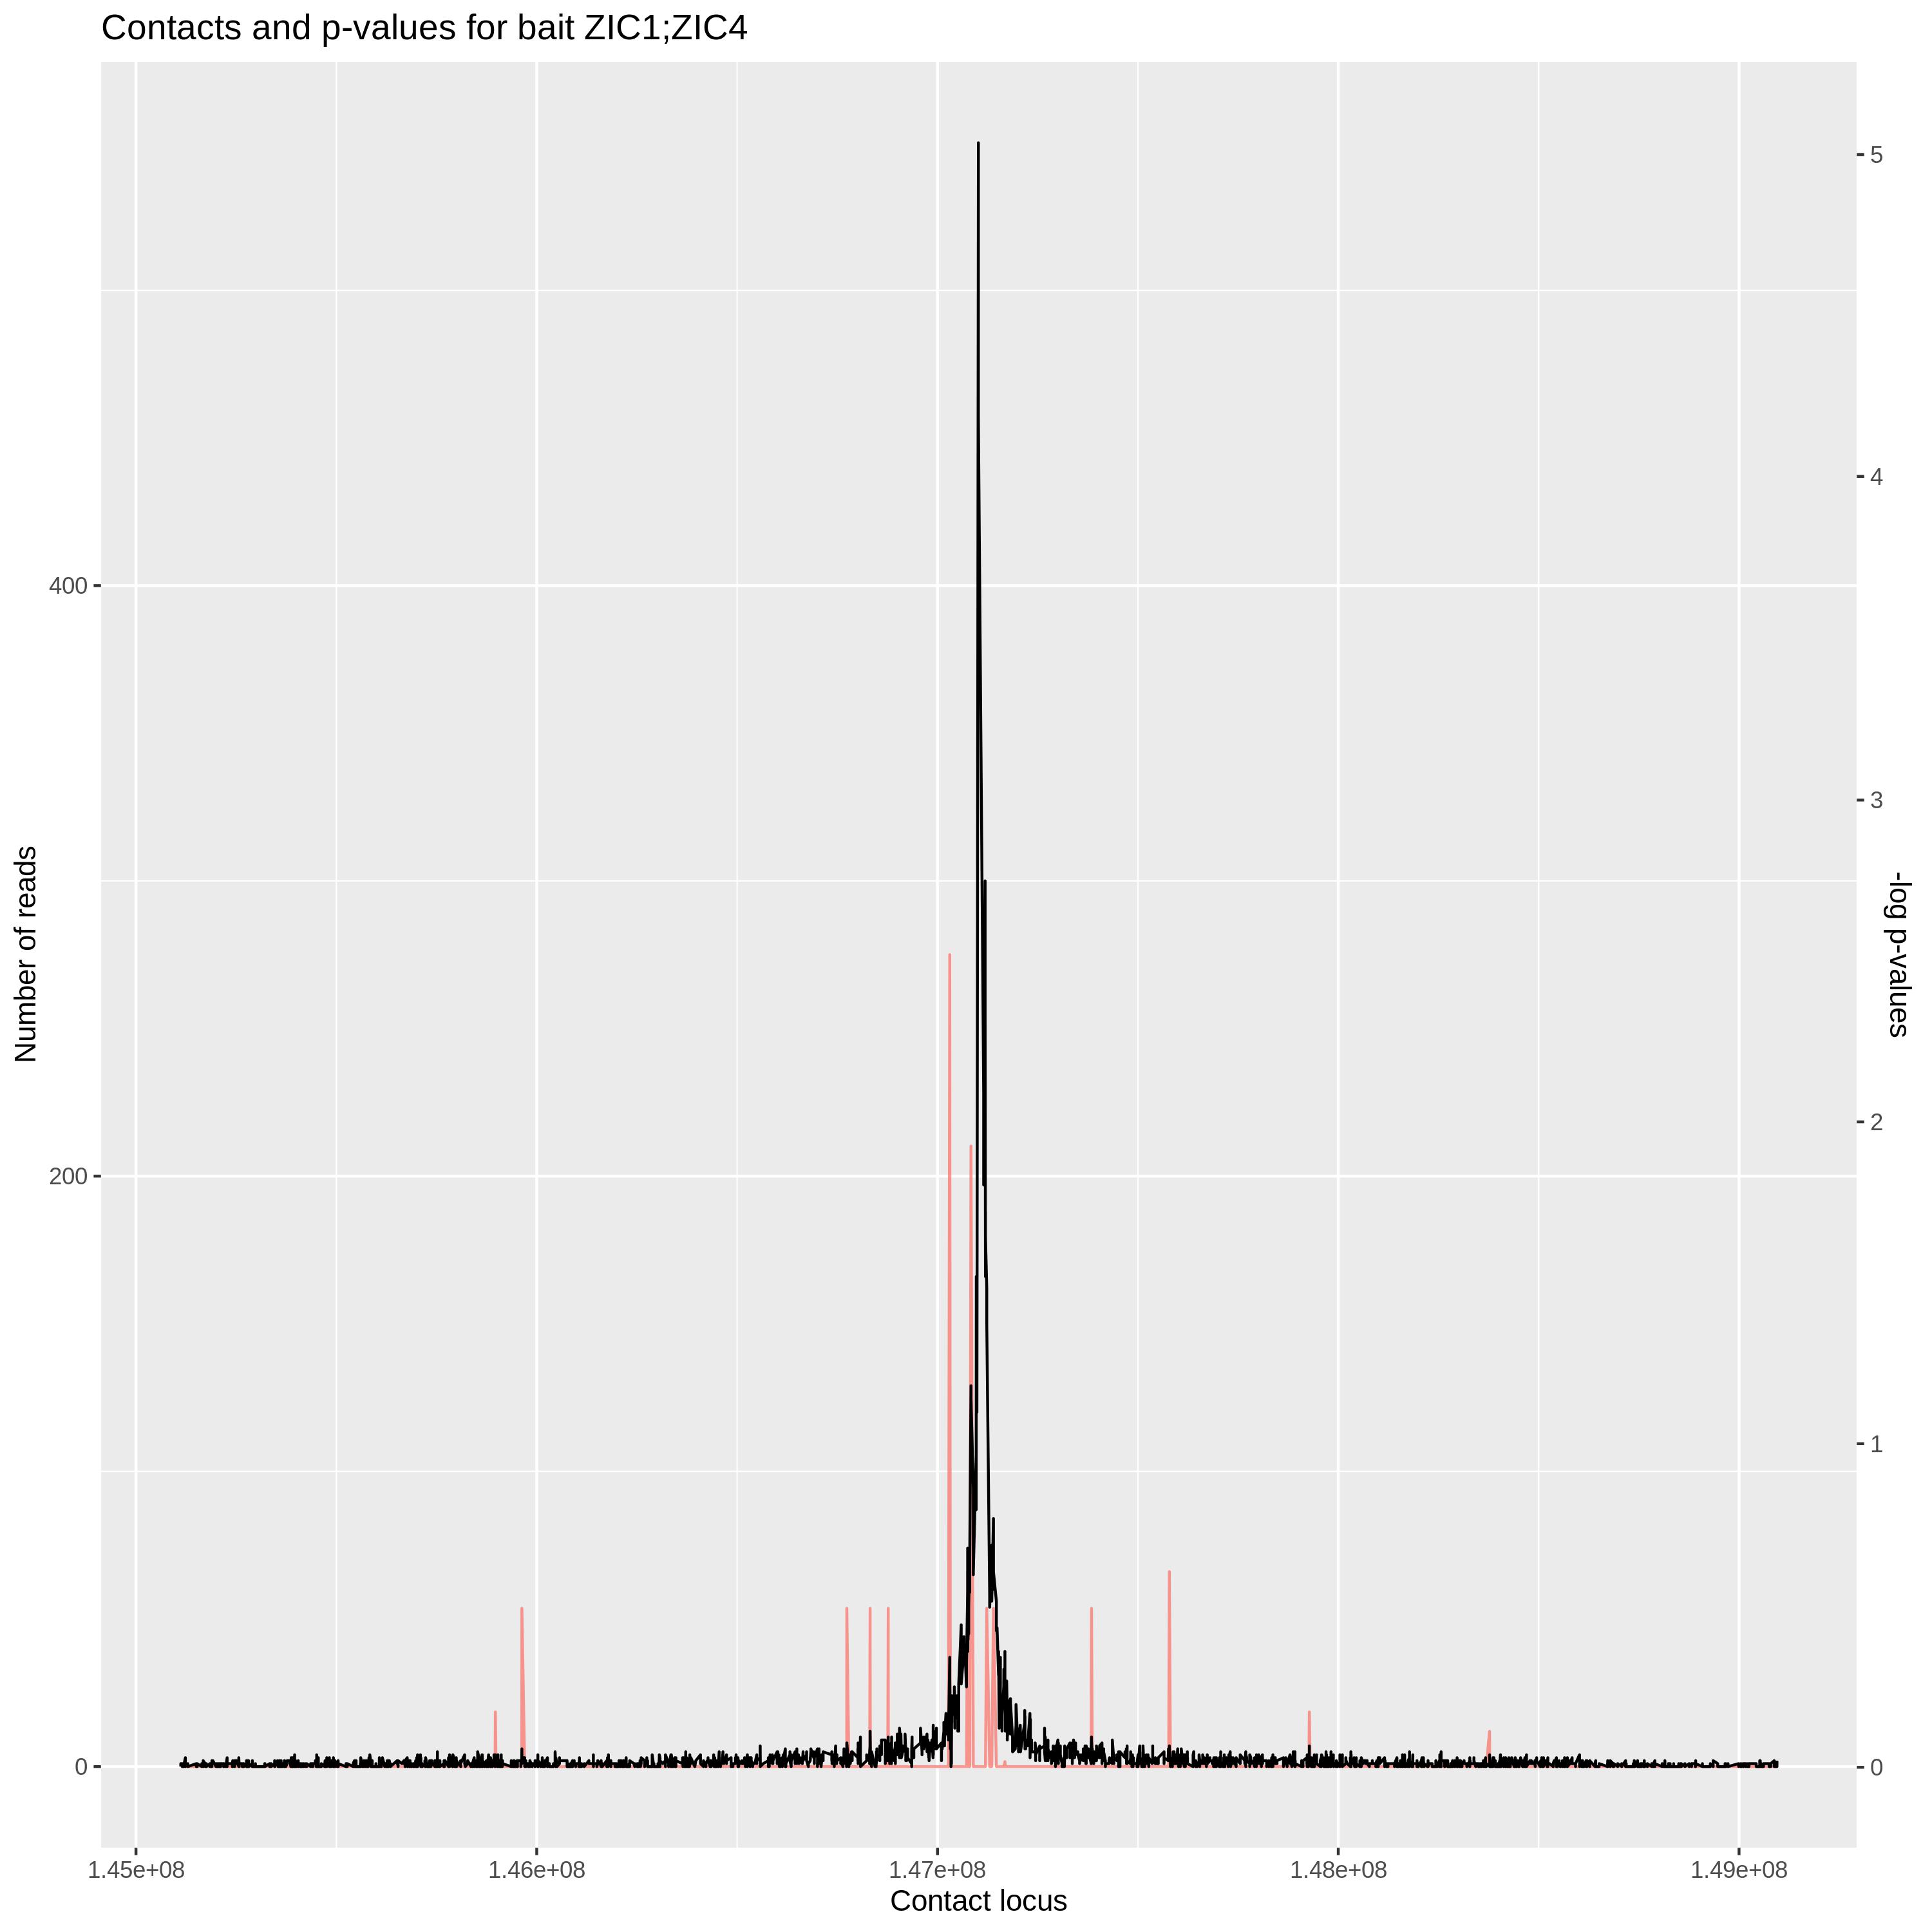 Contacts and p-values for bait ZIC1;ZIC4
Number of reads
400
200
0
5
4
3
2
1
0
-log p-values
1.45e+08 1.46e+08 1.47e+08 1.48e+08 1.49e+08
Contact locus